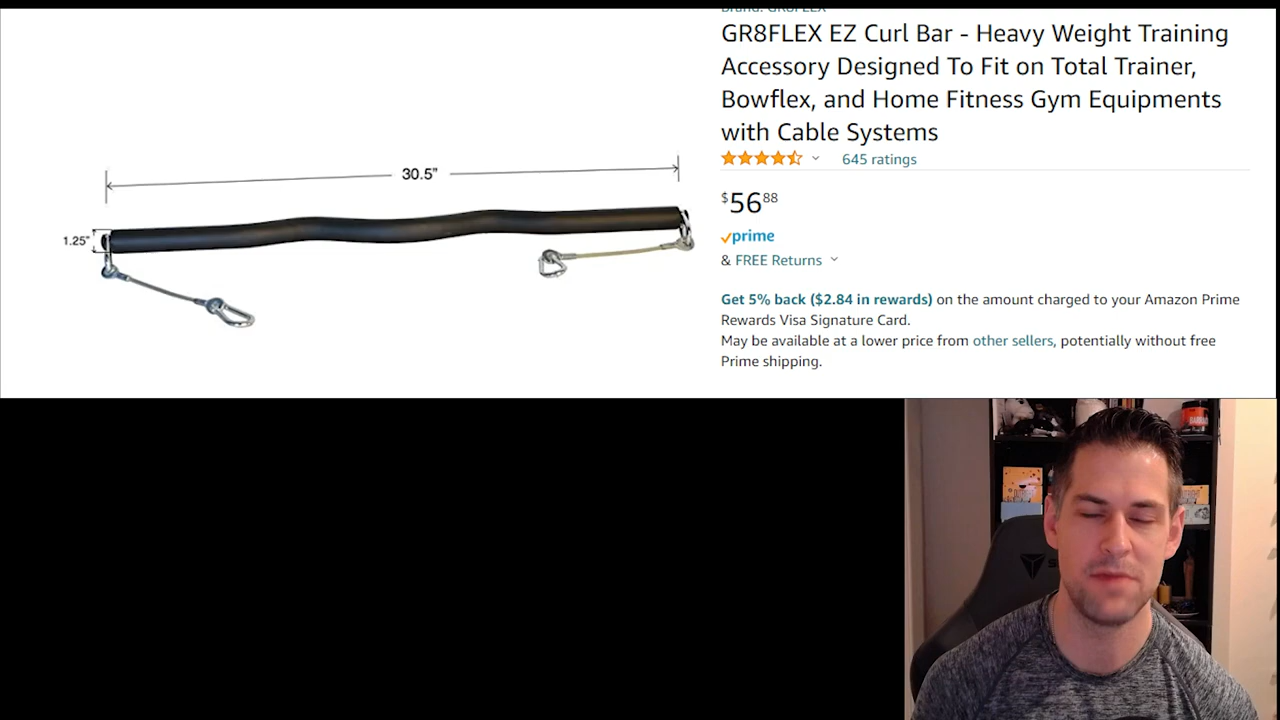 Brand: GR8FLEX
GR8FLEX EZ Curl Bar - Heavy Weight Training
Accessory Designed To Fit on Total Trainer,
Bowflex, and Home Fitness Gym Equipments
with Cable Systems
645 ratings
$56 88
prime
& FREE Returns
Get 5% back ($2.84 in rewards) on the amount charged to your Amazon Prime
Rewards Visa Signature Card.
May be available at a lower price from other sellers, potentially without free
Prime shipping.
30.5"
1.25"